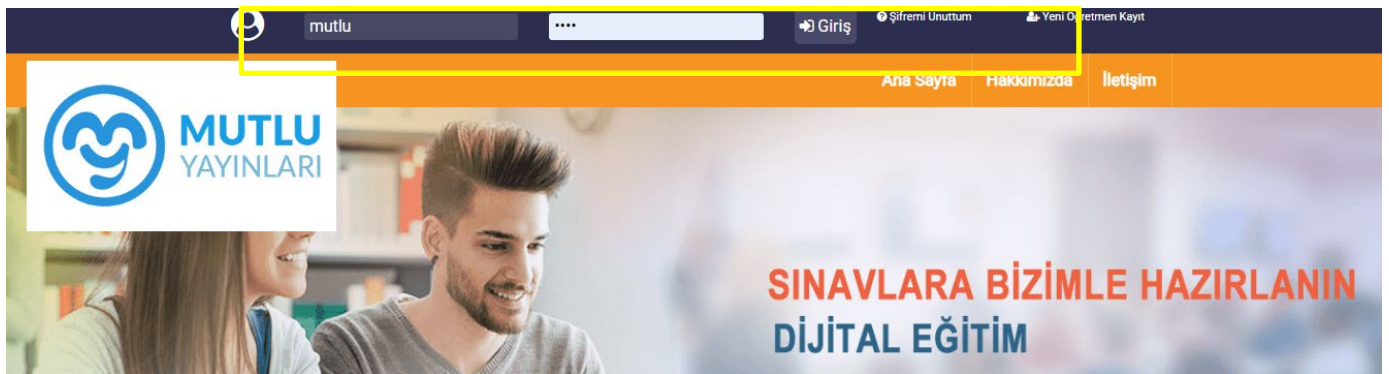 mutlu •••• Giriş Şifremi Unuttum Yeni Öğretmen Kayıt
Ana Sayfa Hakkımızda İletişim
MUTLU
YAYINLARI
SINAVLARA BİZİMLE HAZIRLANIN
DİJİTAL EĞİTİM